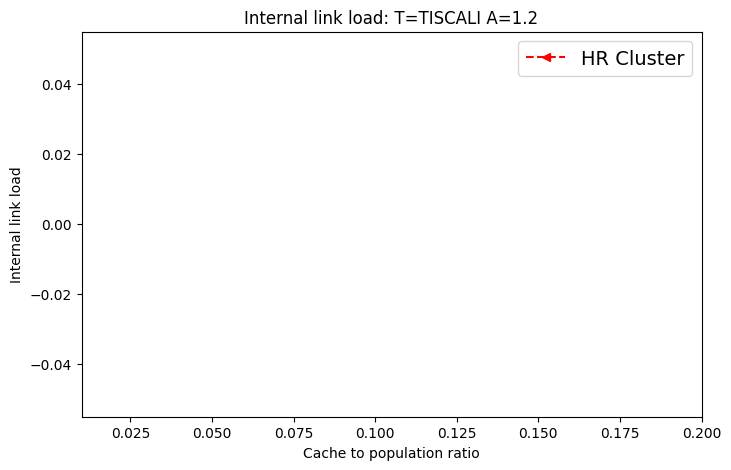 Internal link load: T=TISCALI A=1.2
HR Cluster
Internal link load
0.04
0.02
0.00
−0.02
−0.04
0.025 0.050 0.075 0.100 0.125 0.150 0.175 0.200
Cache to population ratio